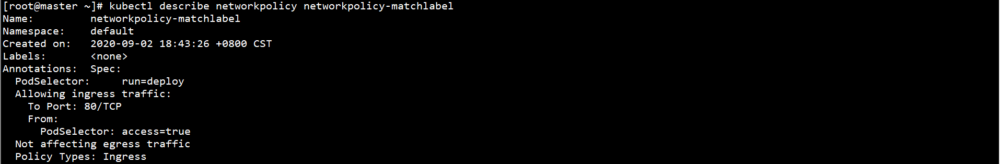 [root@master ~]# kubectl describe networkpolicy networkpolicy-matchlabel
Name:         networkpolicy-matchlabel
Namespace:    default
Created on:   2020-09-02 18:43:26 +0800 CST
Labels:       <none>
Annotations:  Spec:
  PodSelector:     run=deploy
  Allowing ingress traffic:
    To Port: 80/TCP
    From:
      PodSelector: access=true
  Not affecting egress traffic
  Policy Types: Ingress